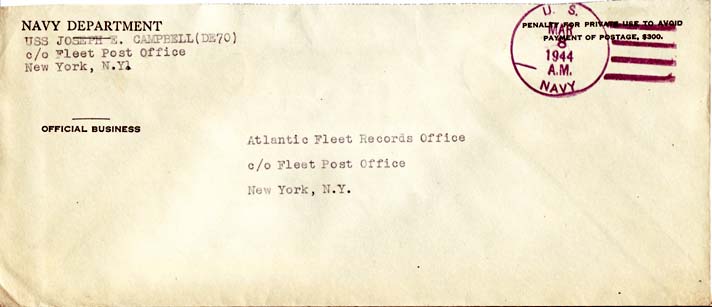 NAVY DEPARTMENT
USS JOSEPH E. CAMPBELL(DE70)
c/o Fleet Post Office
New York, N.Y.
OFFICIAL BUSINESS
U. S.
MAR
8
1944
A.M.
NAVY
PENALTY FOR PRIVATE USE TO AVOID
PAYMENT OF POSTAGE, $300.
Atlantic Fleet Records Office
c/o Fleet Post Office
New York, N.Y.